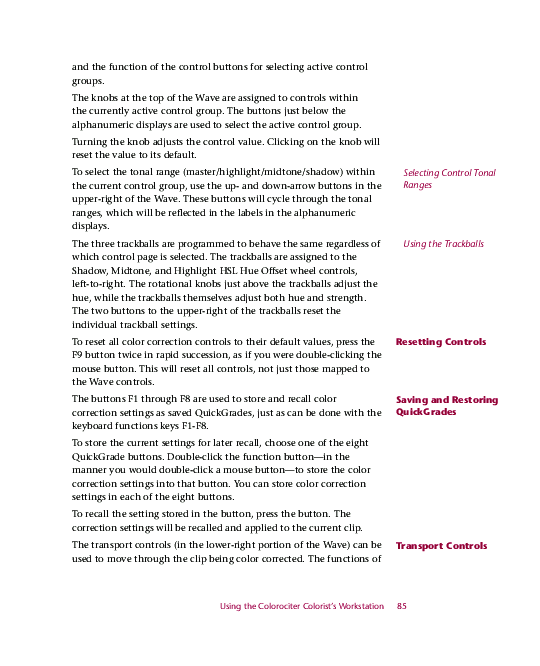 and the function of the control buttons for selecting active control
groups.
The knobs at the top of the Wave are assigned to controls within
the currently active control group. The buttons just below the
alphanumeric displays are used to select the active control group.
Turning the knob adjusts the control value. Clicking on the knob will
reset the value to its default.
Selecting Control Tonal
Ranges
To select the tonal range (master/highlight/midtone/shadow) within
the current control group, use the up- and down-arrow buttons in the
upper-right of the Wave. These buttons will cycle through the tonal
ranges, which will be reflected in the labels in the alphanumeric
displays.
Using the Trackballs
The three trackballs are programmed to behave the same regardless of
which control page is selected. The trackballs are assigned to the
Shadow, Midtone, and Highlight HSL Hue Offset wheel controls,
left-to-right. The rotational knobs just above the trackballs adjust the
hue, while the trackballs themselves adjust both hue and strength.
The two buttons to the upper-right of the trackballs reset the
individual trackball settings.
Resetting Controls
To reset all color correction controls to their default values, press the
F9 button twice in rapid succession, as if you were double-clicking the
mouse button. This will reset all controls, not just those mapped to
the Wave controls.
Saving and Restoring
QuickGrades
The buttons F1 through F8 are used to store and recall color
correction settings as saved QuickGrades, just as can be done with the
keyboard functions keys F1-F8.
To store the current settings for later recall, choose one of the eight
QuickGrade buttons. Double-click the function button—in the
manner you would double-click a mouse button—to store the color
correction settings into that button. You can store color correction
settings in each of the eight buttons.
To recall the setting stored in the button, press the button. The
correction settings will be recalled and applied to the current clip.
Transport Controls
The transport controls (in the lower-right portion of the Wave) can be
used to move through the clip being color corrected. The functions of
Using the Colorociter Colorist's Workstation 85